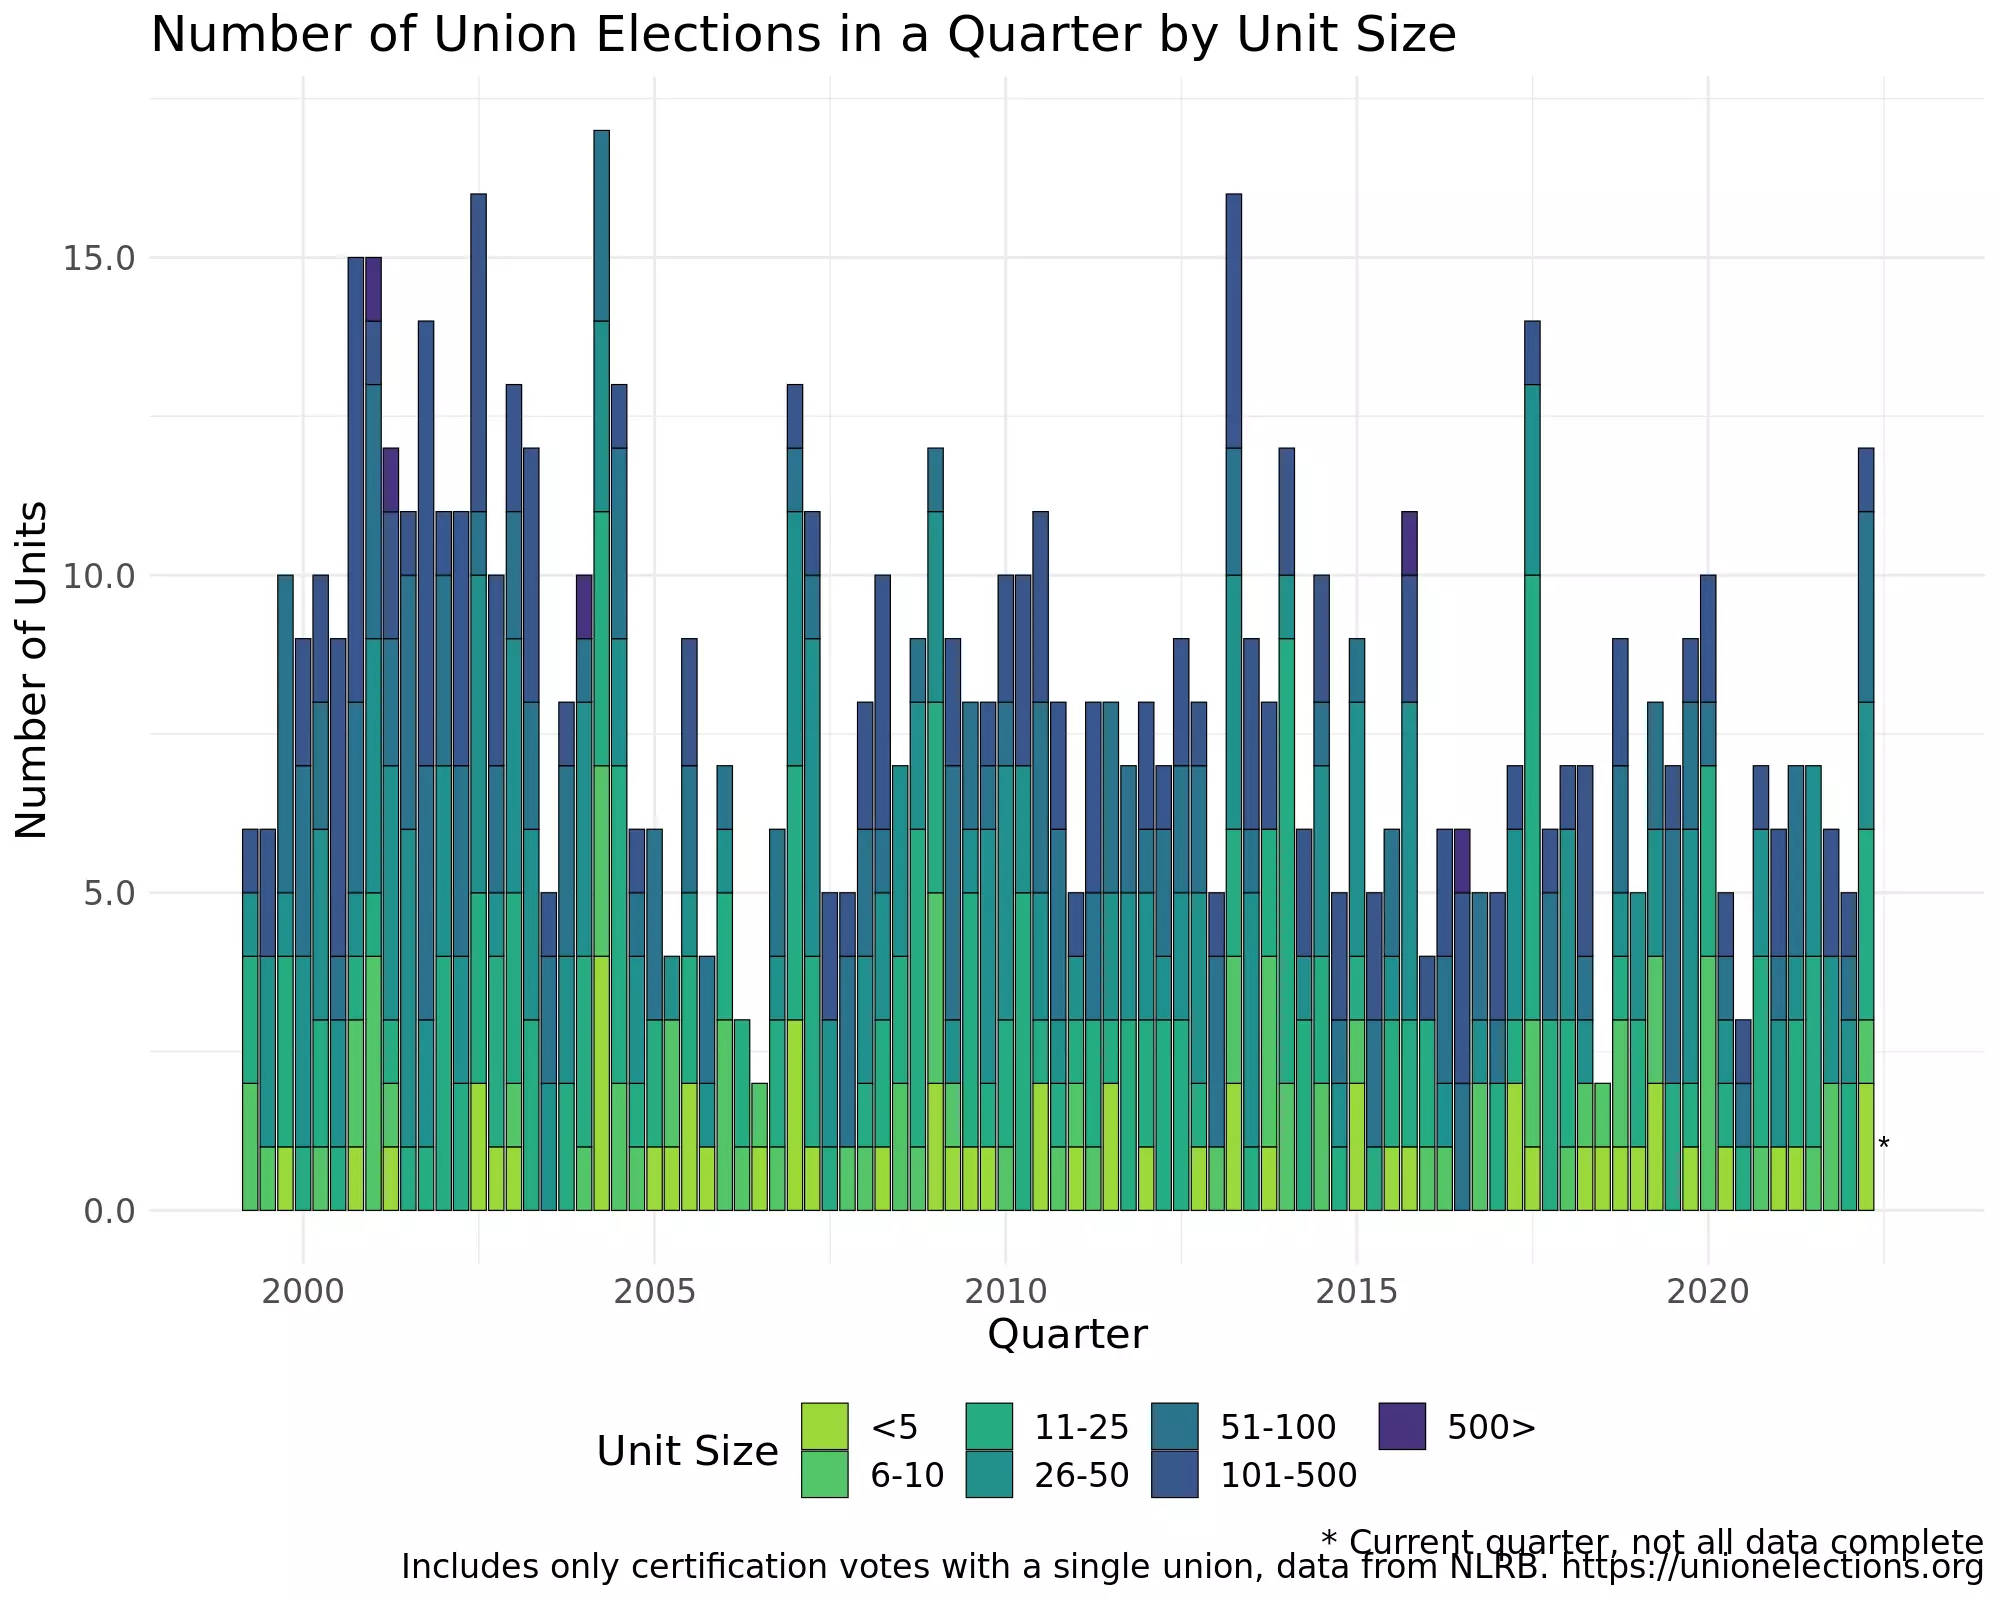 Number of Union Elections in a Quarter by Unit Size
Number of Units
15.0
10.0
5.0
0.0
*
2000 2005 2010 2015 2020
Quarter
Unit Size
<5 11-25 51-100 500>
6-10 26-50 101-500
* Current quarter, not all data complete
Includes only certification votes with a single union, data from NLRB. https://unionelections.org